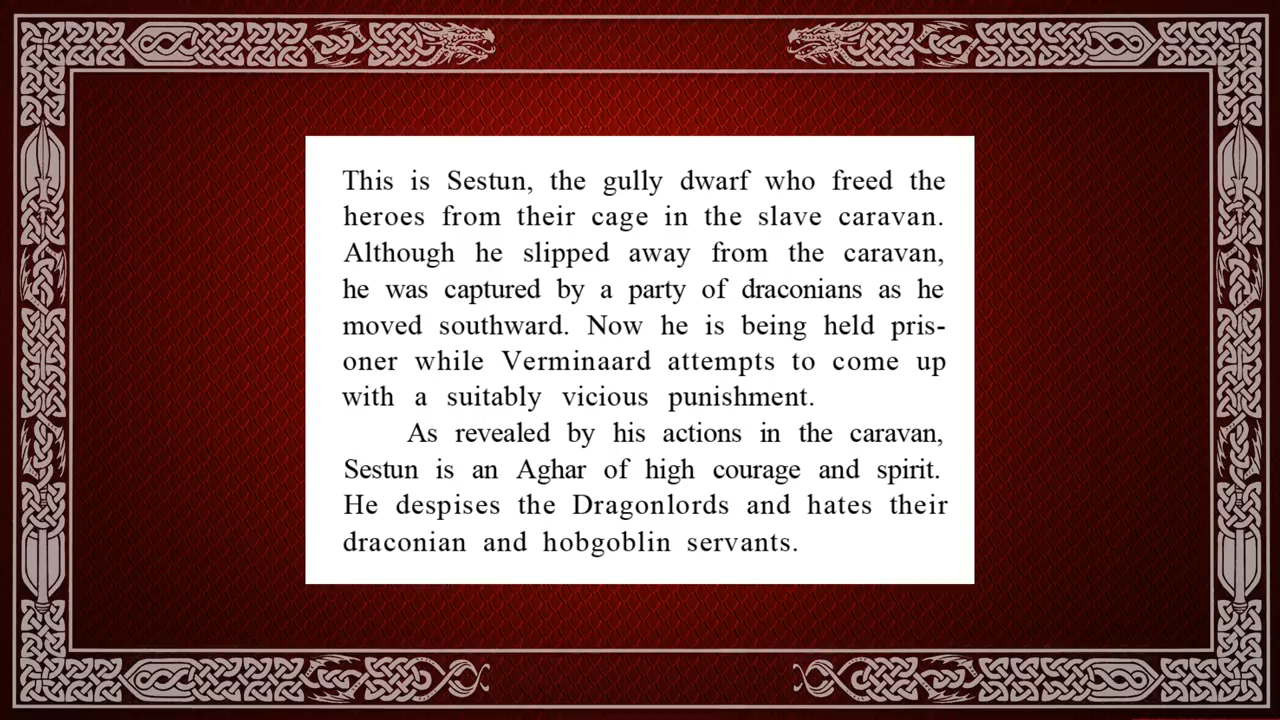 This is Sestun, the gully dwarf who freed the
heroes from their cage in the slave caravan.
Although he slipped away from the caravan,
he was captured by a party of draconians as he
moved southward. Now he is being held pris-
oner while Verminaard attempts to come up
with a suitably vicious punishment.
As revealed by his actions in the caravan,
Sestun is an Aghar of high courage and spirit.
He despises the Dragonlords and hates their
draconian and hobgoblin servants.